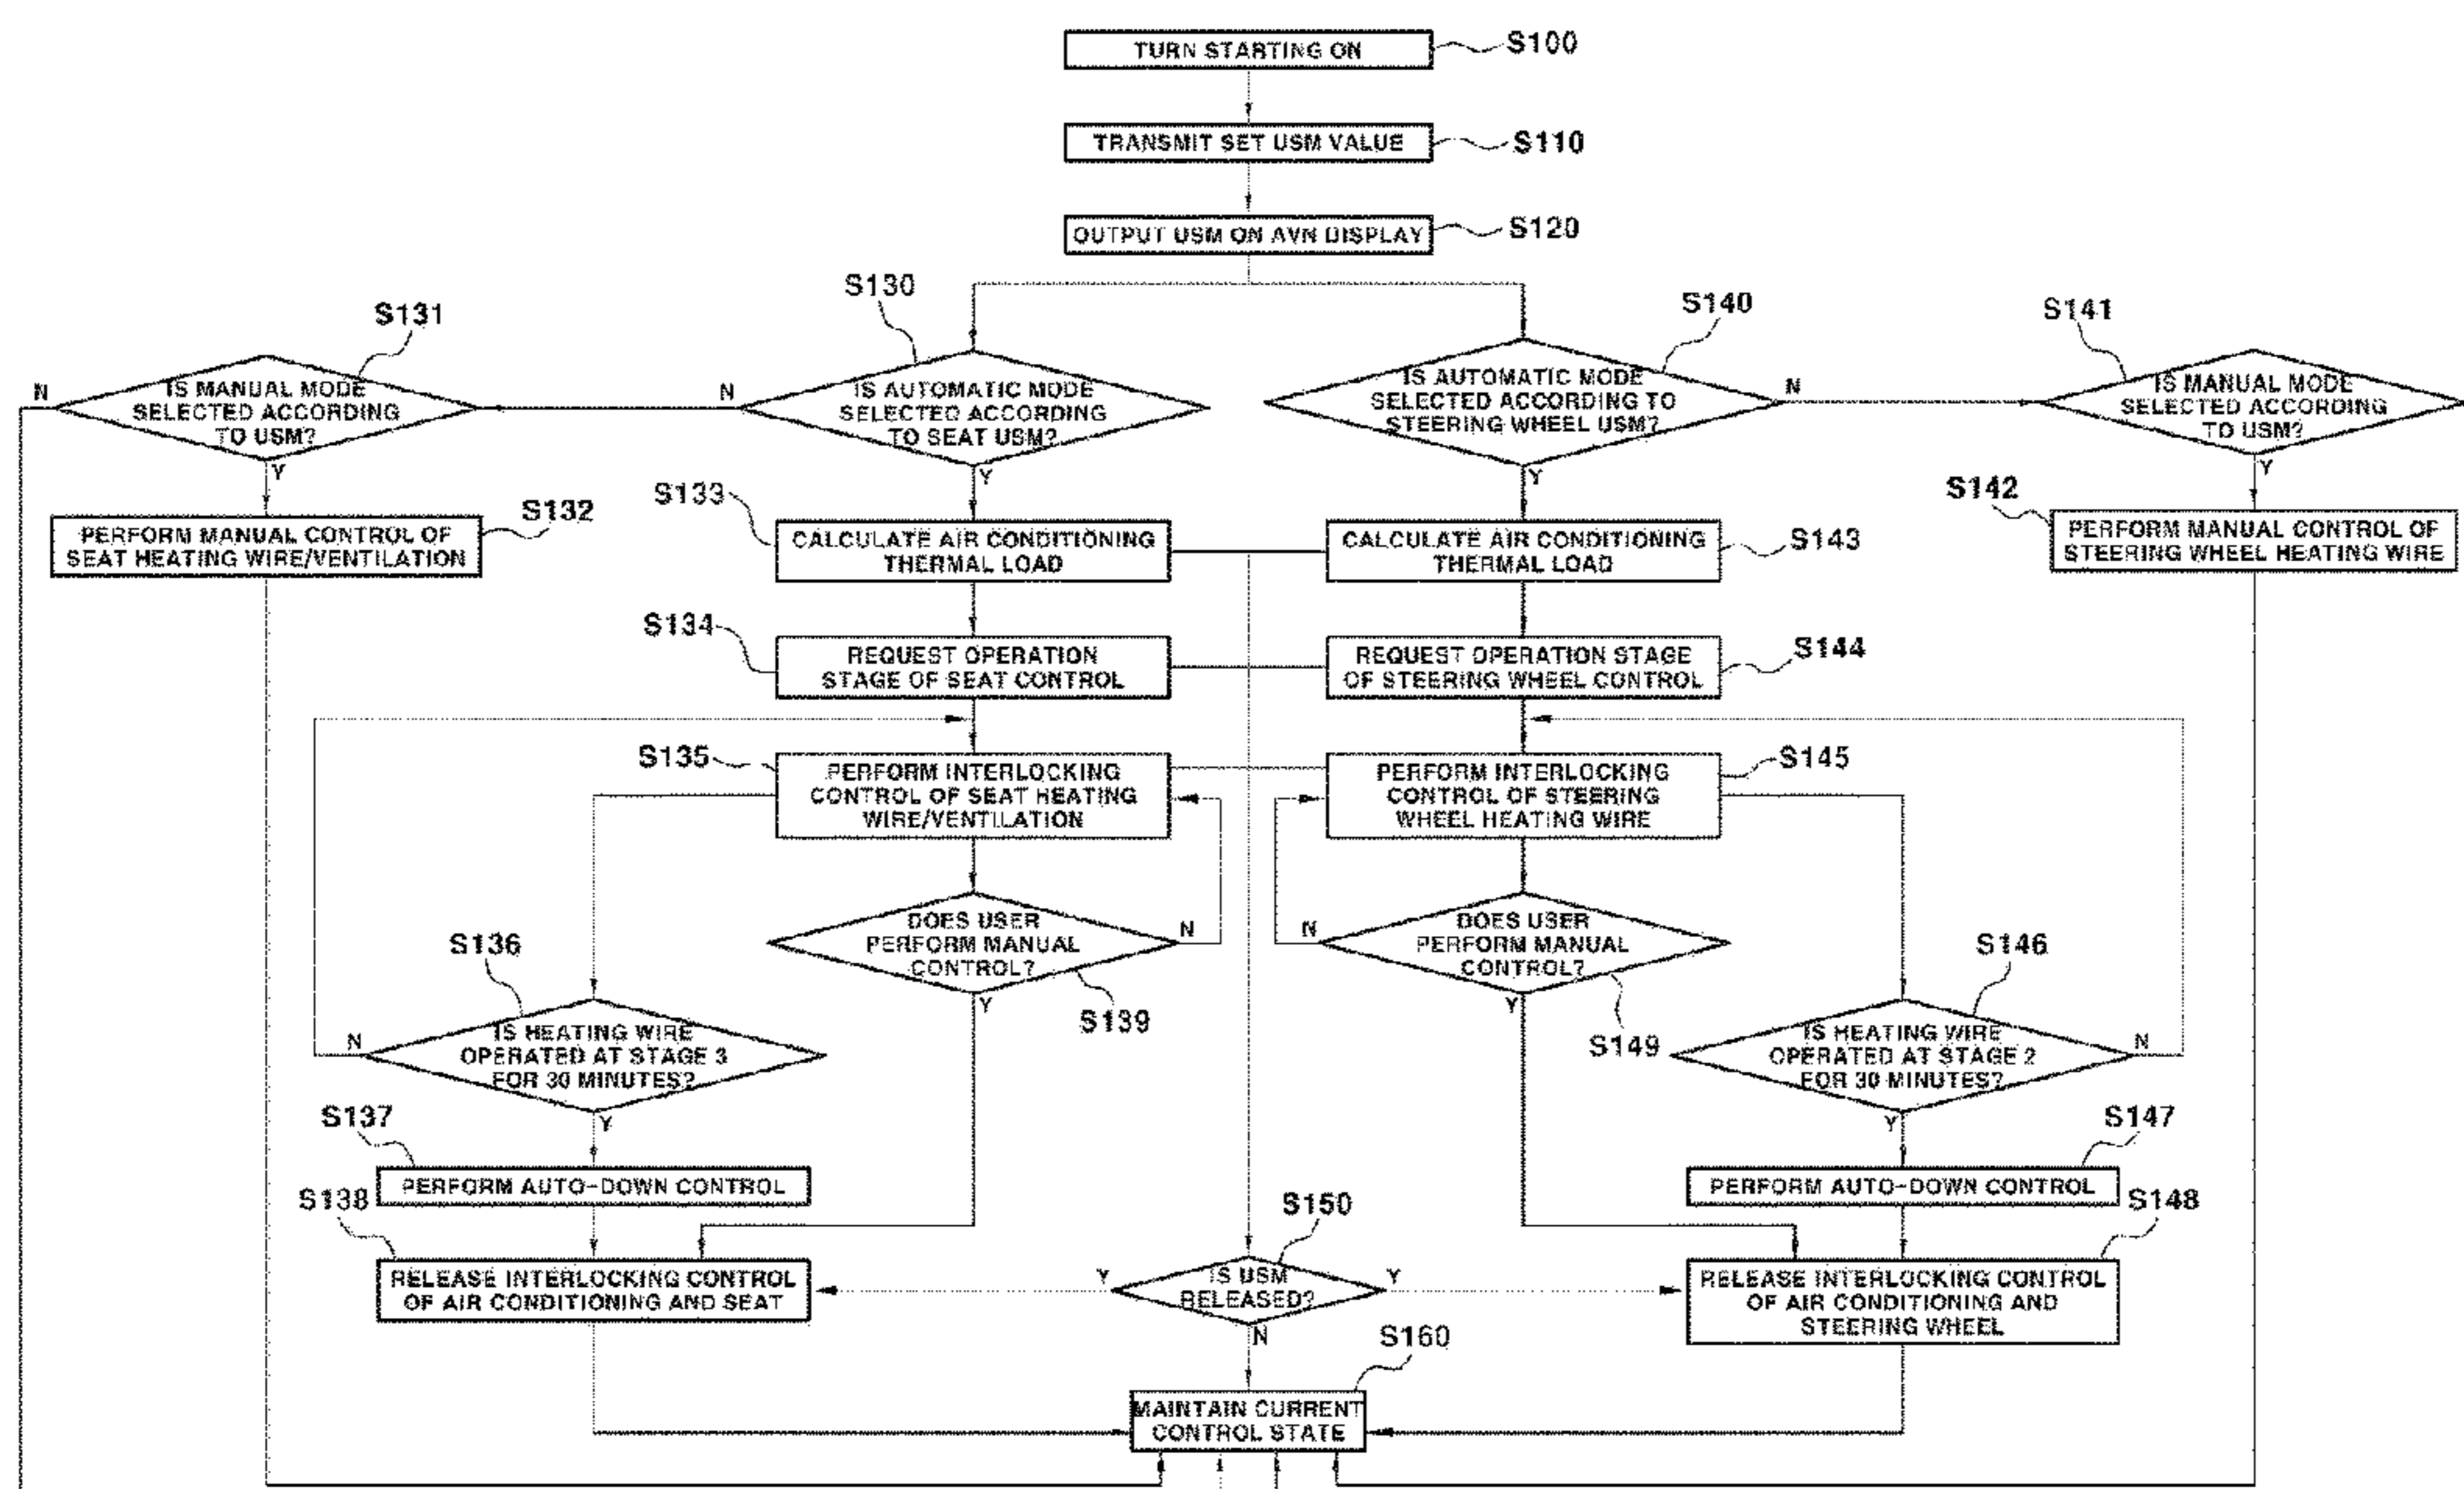 TURN STARTING ON
S100
TRANSMIT SET USM VALUE
S110
OUTPUT USM ON AVN DISPLAY
S120
S131
N
IS MANUAL MODE
SELECTED ACCORDING
TO USM?
Y
S130
N
IS AUTOMATIC MODE
SELECTED ACCORDING
TO SEAT USM?
Y
S140
IS AUTOMATIC MODE
SELECTED ACCORDING TO
STEERING WHEEL USM?
N
Y
S141
IS MANUAL MODE
SELECTED ACCORDING
TO USM?
Y
S132
PERFORM MANUAL CONTROL OF
SEAT HEATING WIRE/VENTILATION
S133
CALCULATE AIR CONDITIONING
THERMAL LOAD
CALCULATE AIR CONDITIONING
THERMAL LOAD
S143
S142
PERFORM MANUAL CONTROL OF
STEERING WHEEL HEATING WIRE
S134
REQUEST OPERATION
STAGE OF SEAT CONTROL
REQUEST OPERATION STAGE
OF STEERING WHEEL CONTROL
S144
S135
PERFORM INTERLOCKING
CONTROL OF SEAT HEATING
WIRE/VENTILATION
PERFORM INTERLOCKING
CONTROL OF STEERING
WHEEL HEATING WIRE
S145
DOES USER
PERFORM MANUAL
CONTROL?
N
Y
S139
N
DOES USER
PERFORM MANUAL
CONTROL?
Y
S149
S136
N
IS HEATING WIRE
OPERATED AT STAGE 3
FOR 30 MINUTES?
Y
S146
IS HEATING WIRE
OPERATED AT STAGE 2
FOR 30 MINUTES?
N
Y
S137
PERFORM AUTO-DOWN CONTROL
S147
PERFORM AUTO-DOWN CONTROL
S138
RELEASE INTERLOCKING CONTROL
OF AIR CONDITIONING AND SEAT
S150
Y
IS USM
RELEASED?
Y
N
S148
RELEASE INTERLOCKING CONTROL
OF AIR CONDITIONING AND
STEERING WHEEL
S160
MAINTAIN CURRENT
CONTROL STATE